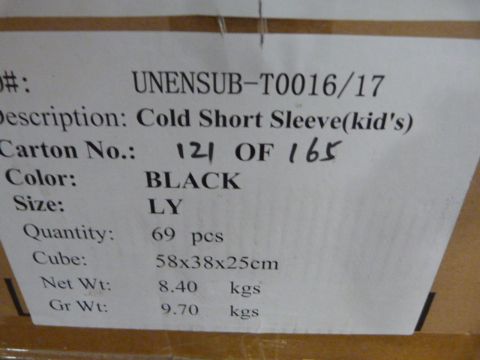 #: UNENSUB-T0016/17
Description: Cold Short Sleeve(kid's)
Carton No.: 121 OF 165
Color: BLACK
Size: LY
Quantity: 69 pcs
Cube: 58x38x25cm
Net Wt: 8.40 kgs
Gr Wt: 9.70 kgs